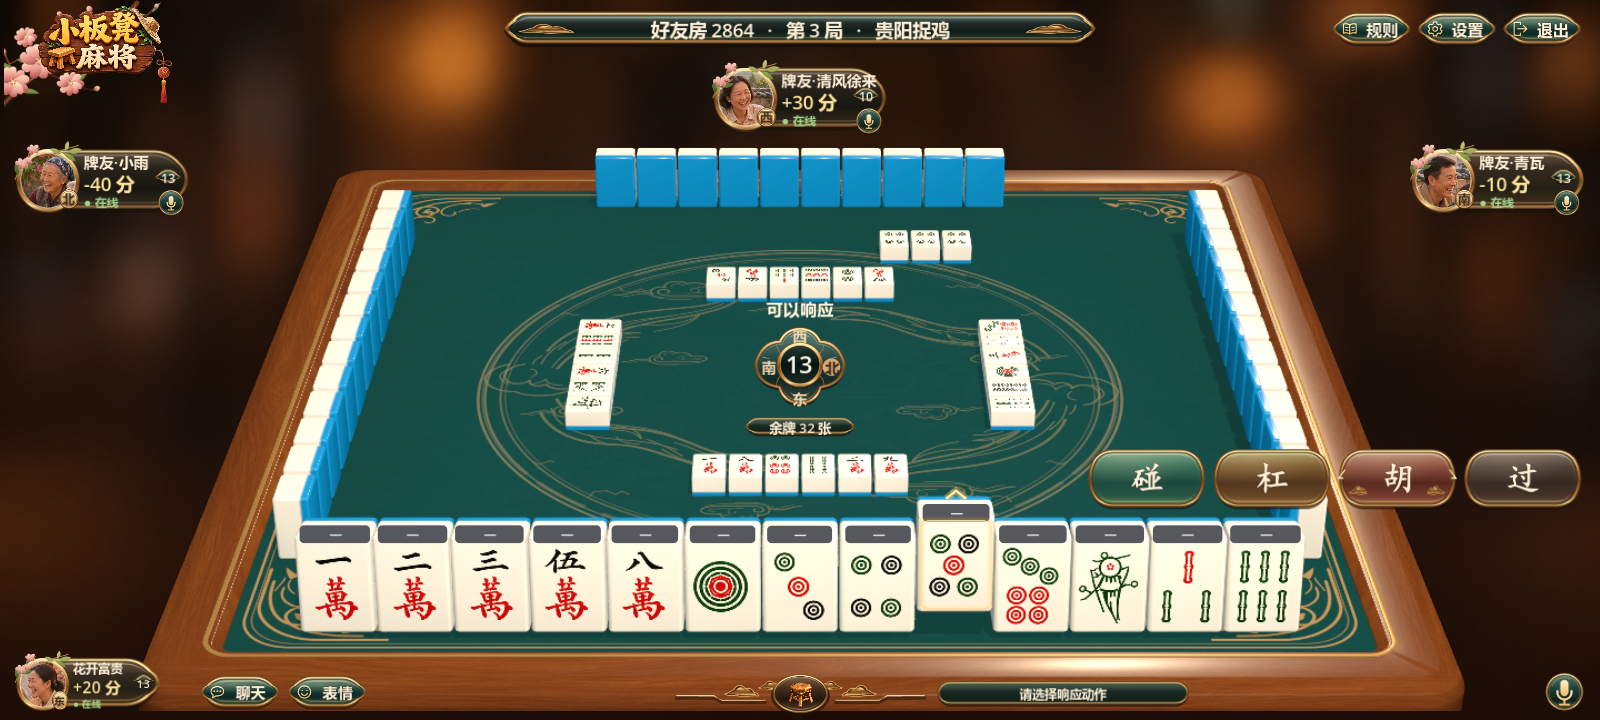 小板凳
麻将
好友房 2864 · 第 3 局 · 贵阳捉鸡
规则
设置
退出
牌友·清风徐来
+30 分
10
西
在线
牌友·小雨
-40 分
13
北
在线
牌友·青瓦
-10 分
13
南
在线
可以响应
西
南
13
北
东
余牌 32 张
碰
杠
胡
过
一 二 三 伍 八
萬 萬 萬 萬 萬
花开富贵
+20 分
13
东
在线
聊天
表情
请选择响应动作